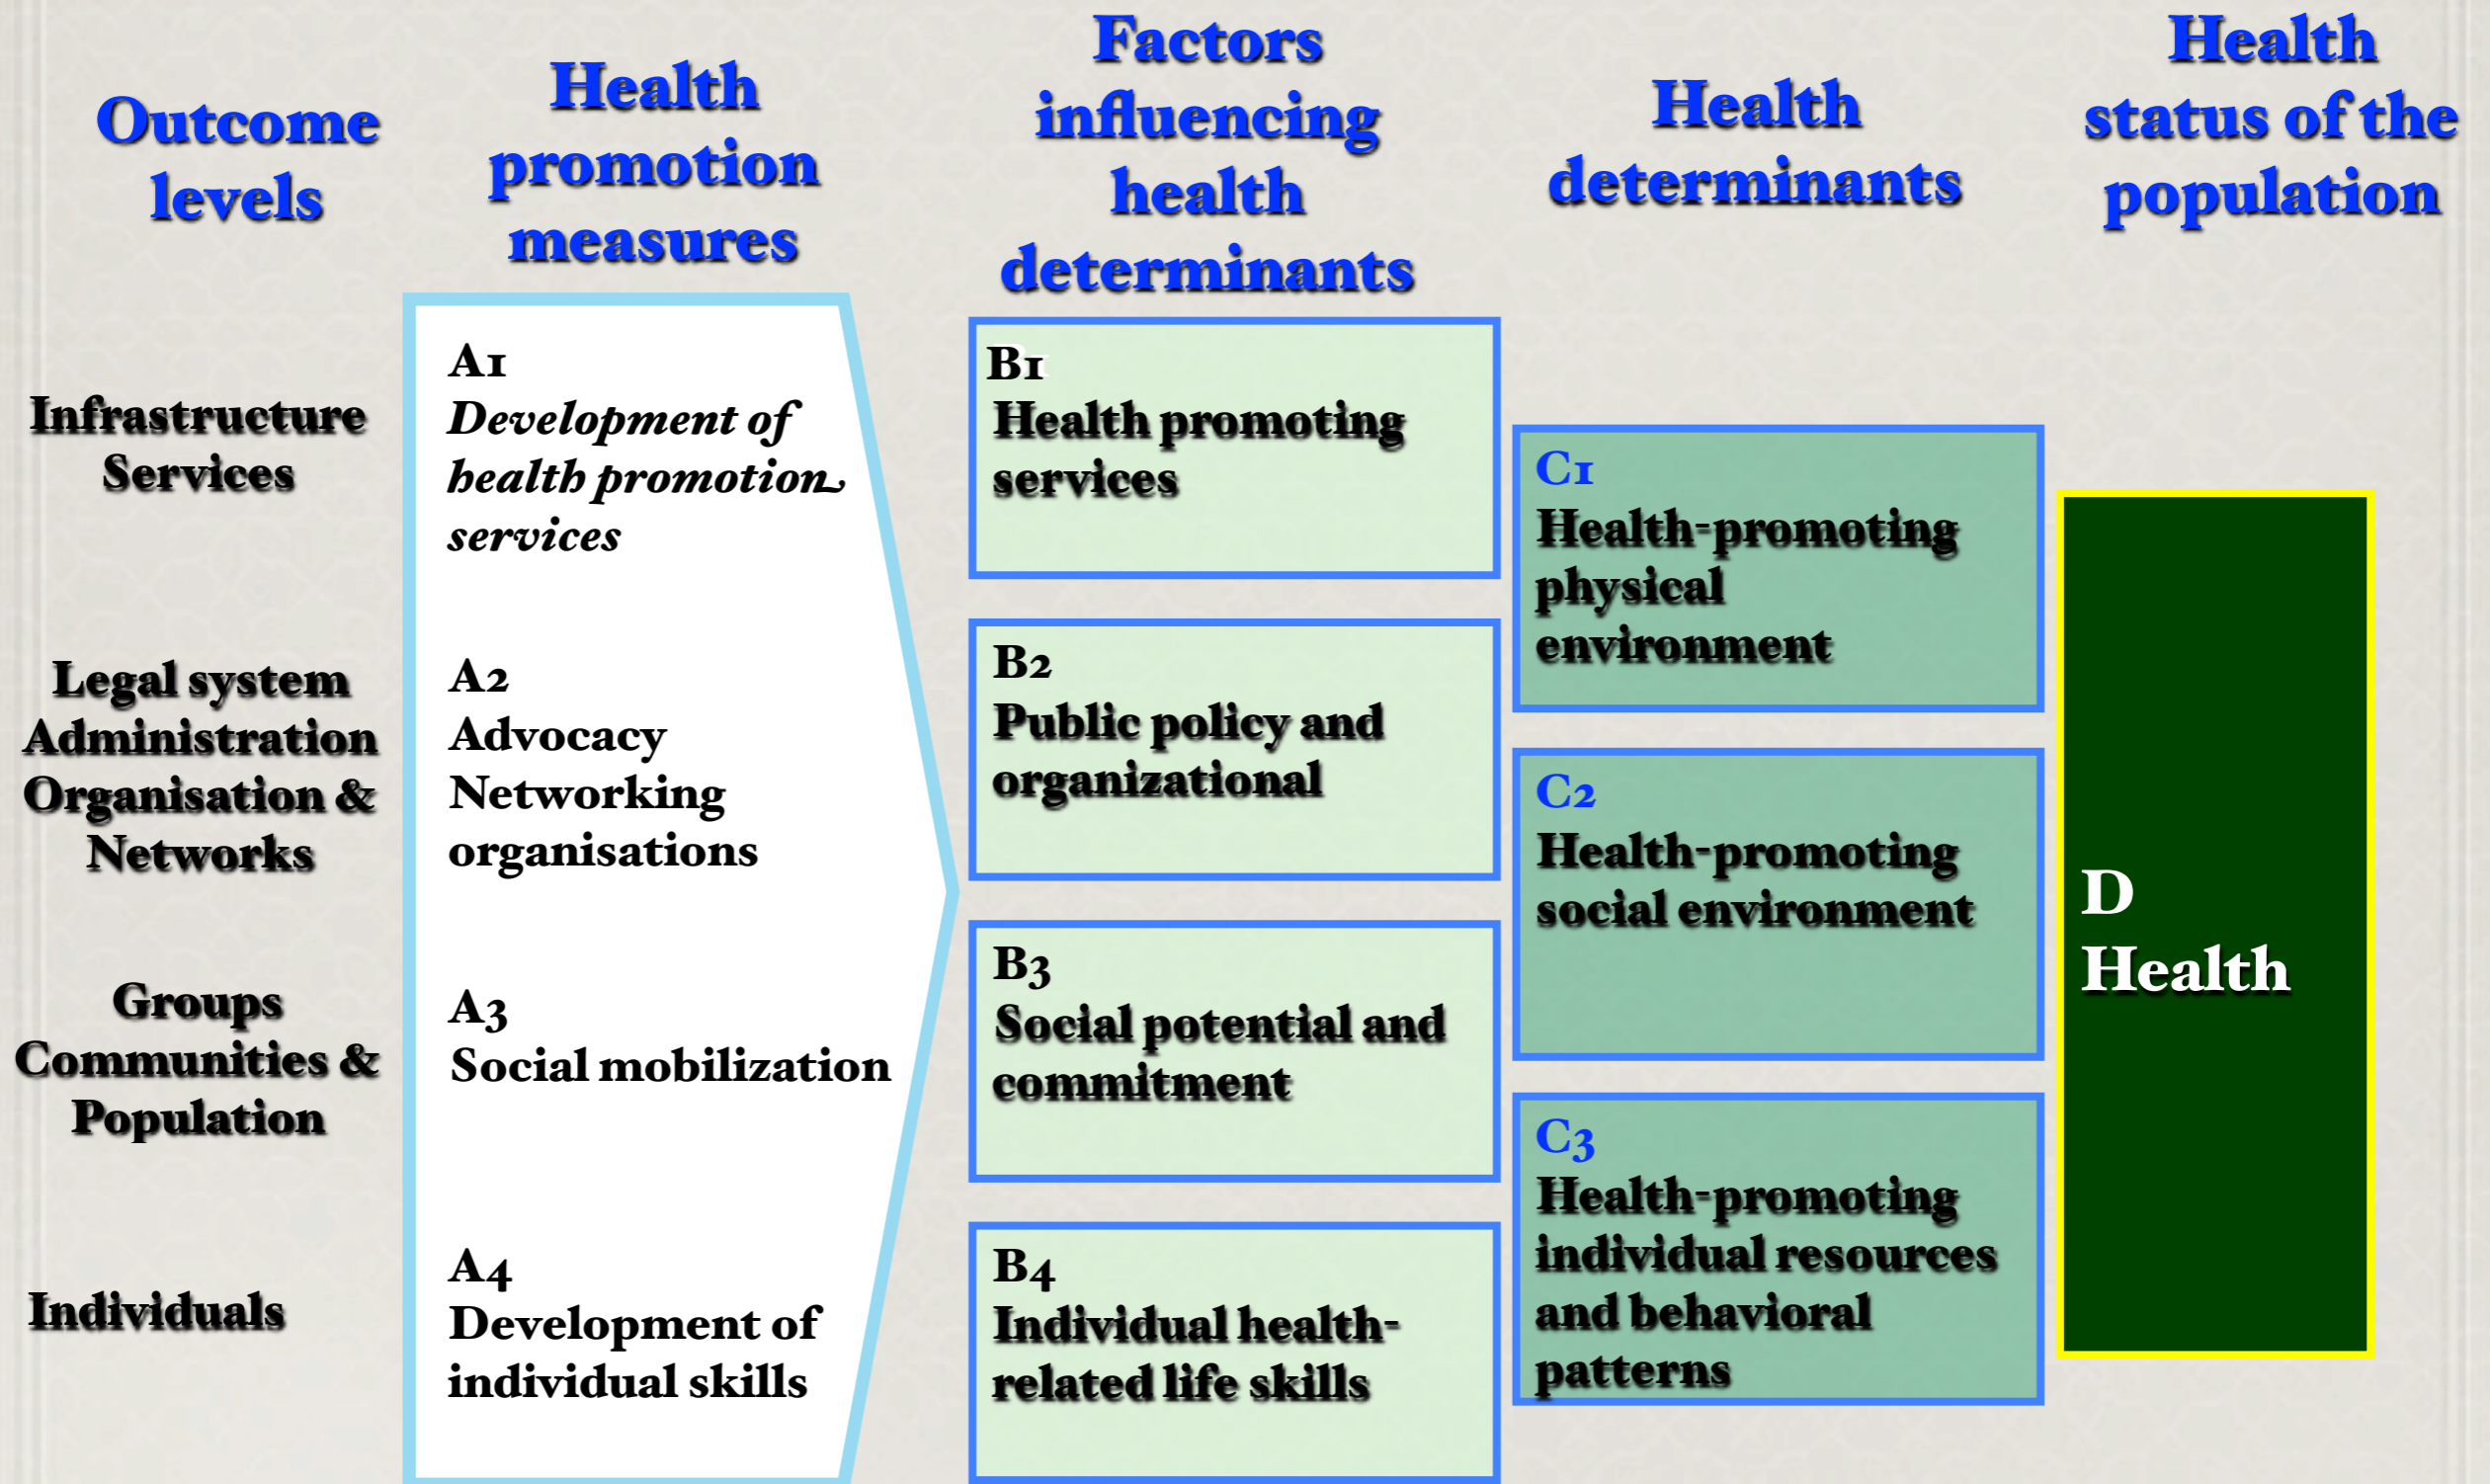 Outcome
levels
Health
promotion
measures
Factors
influencing
health
determinants
Health
determinants
Health
status of the
population
Infrastructure
Services
A1
Development of
health promotion
services
B1
Health promoting
services
C1
Health-promoting
physical
environment
Legal system
Administration
Organisation &
Networks
A2
Advocacy
Networking
organisations
B2
Public policy and
organizational
C2
Health-promoting
social environment
D
Health
Groups
Communities &
Population
A3
Social mobilization
B3
Social potential and
commitment
C3
Health-promoting
individual resources
and behavioral
patterns
Individuals
A4
Development of
individual skills
B4
Individual health-
related life skills